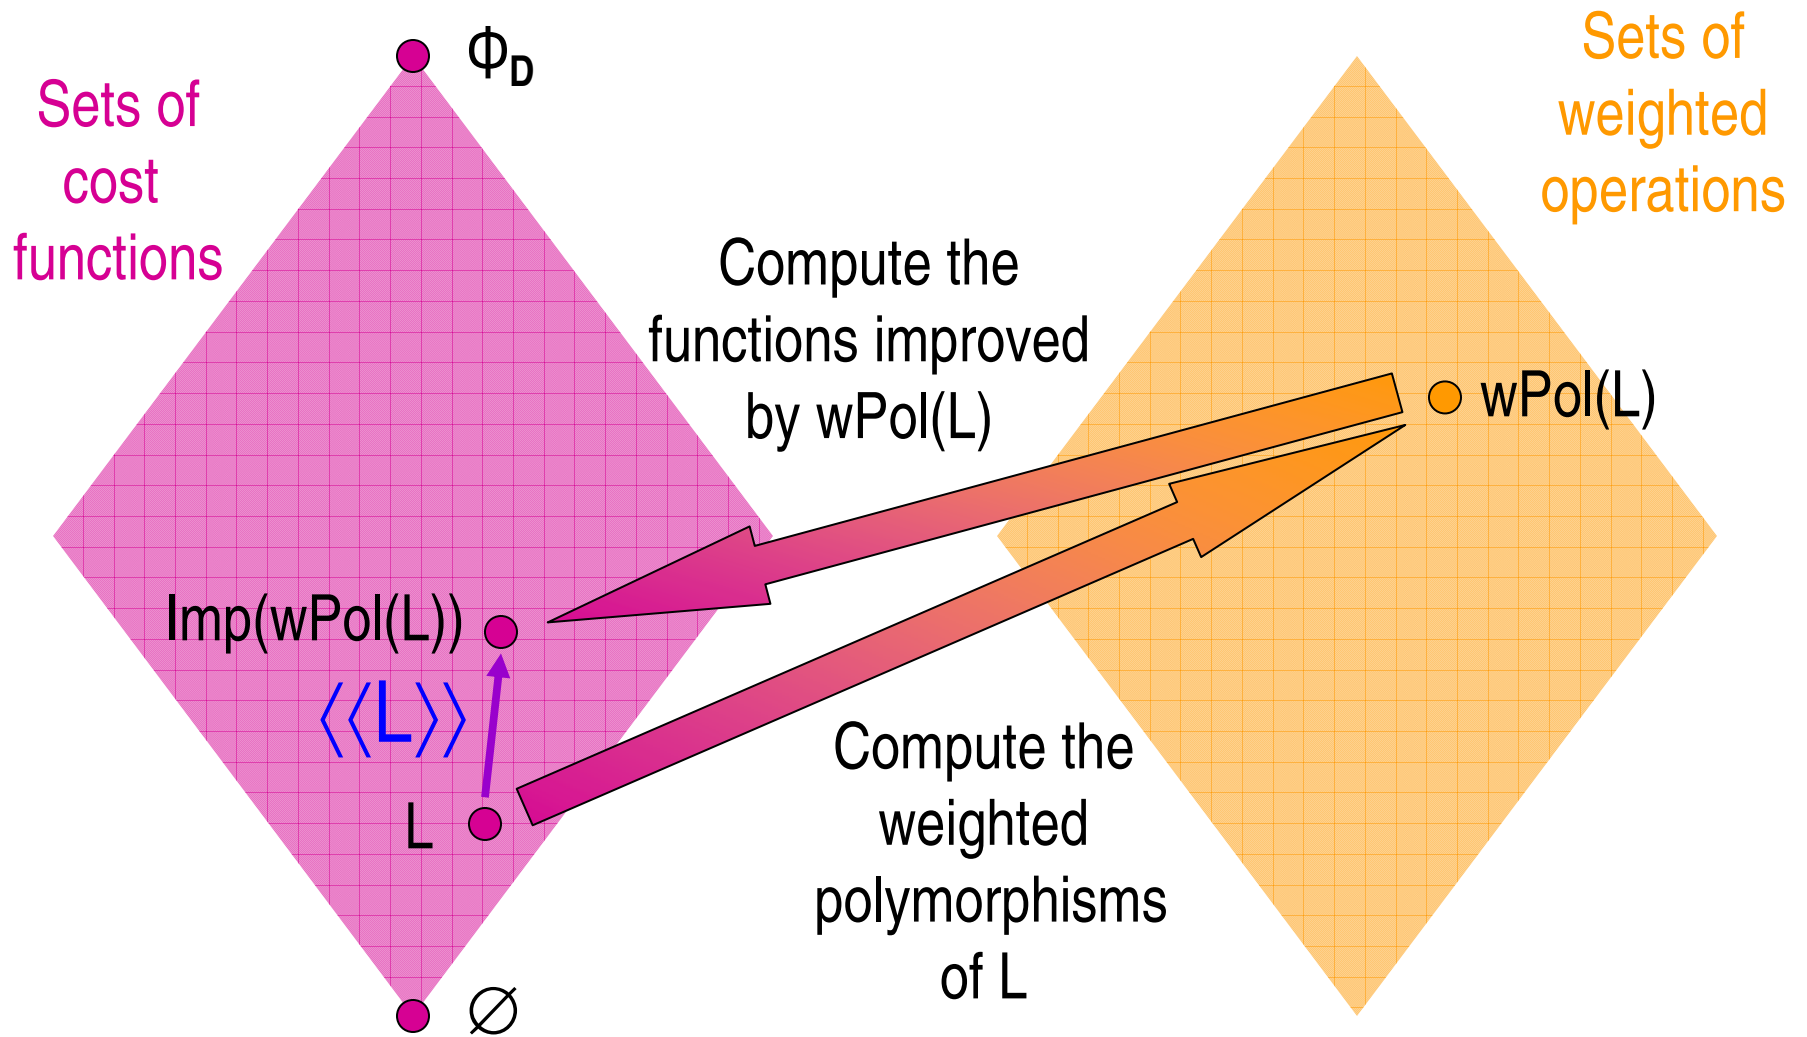 Φ_D
Sets of
cost
functions
Sets of
weighted
operations
Compute the
functions improved
by wPol(L)
wPol(L)
Imp(wPol(L))
⟨⟨L⟩⟩
L
Compute the
weighted
polymorphisms
of L
∅